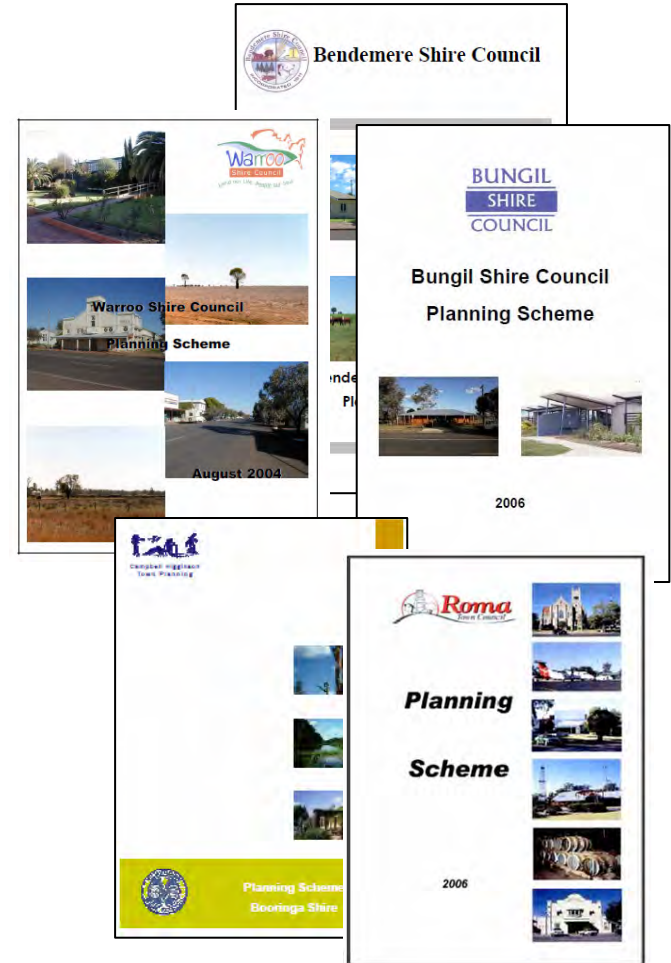 Bendemere Shire Council
Warroo
Shire Council
Warroo Shire Council
Planning Scheme
August 2004
BUNGIL
SHIRE
COUNCIL
Bungil Shire Council
Planning Scheme
2006
Campbell Higginson
Town Planning
Planning Scheme
Booringa Shire
Roma
Town Council
Planning
Scheme
2006